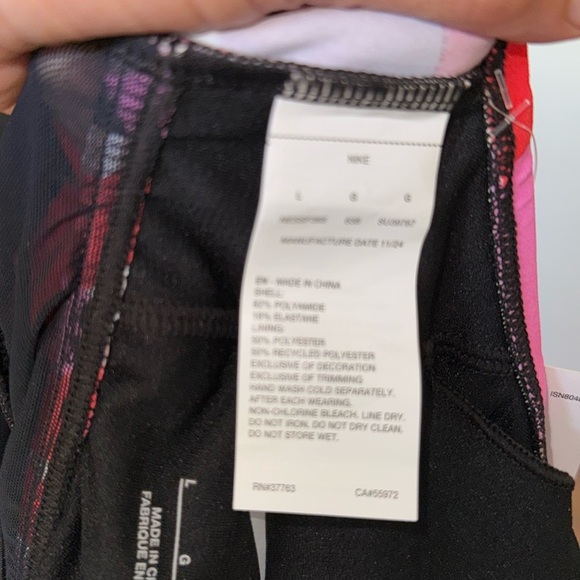 NIKE
L G G
MANUFACTURE DATE 11/24
EN - MADE IN CHINA
SHELL:
82% POLYAMIDE
18% ELASTANE
LINING:
50% POLYESTER
50% RECYCLED POLYESTER
EXCLUSIVE OF DECORATION
EXCLUSIVE OF TRIMMING
HAND WASH COLD SEPARATELY.
AFTER EACH WEARING.
NON-CHLORINE BLEACH. LINE DRY.
DO NOT IRON. DO NOT DRY CLEAN.
DO NOT STORE WET.
RN#37763 CA#55972
L G
MADE IN
FABRIQUE EN